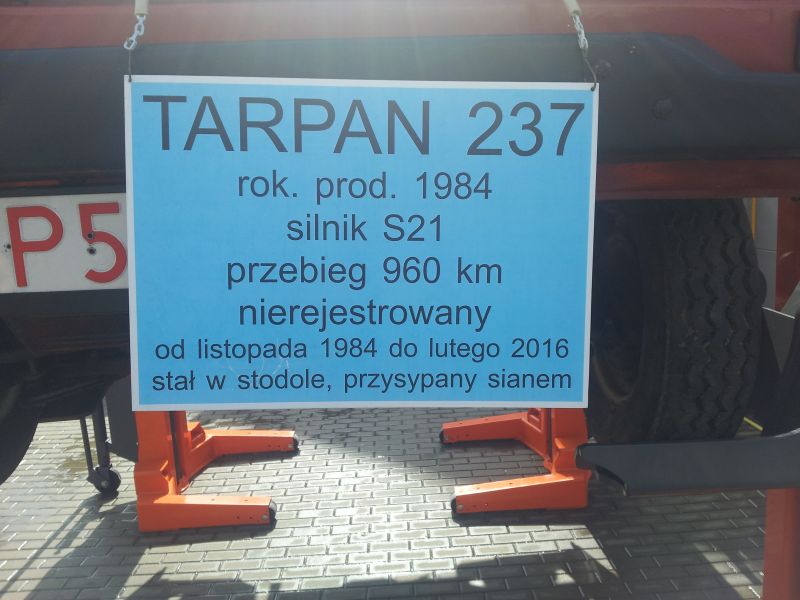 TARPAN 237
rok. prod. 1984
silnik S21
przebieg 960 km
nierejestrowany
od listopada 1984 do lutego 2016
stał w stodole, przysypany sianem
P5